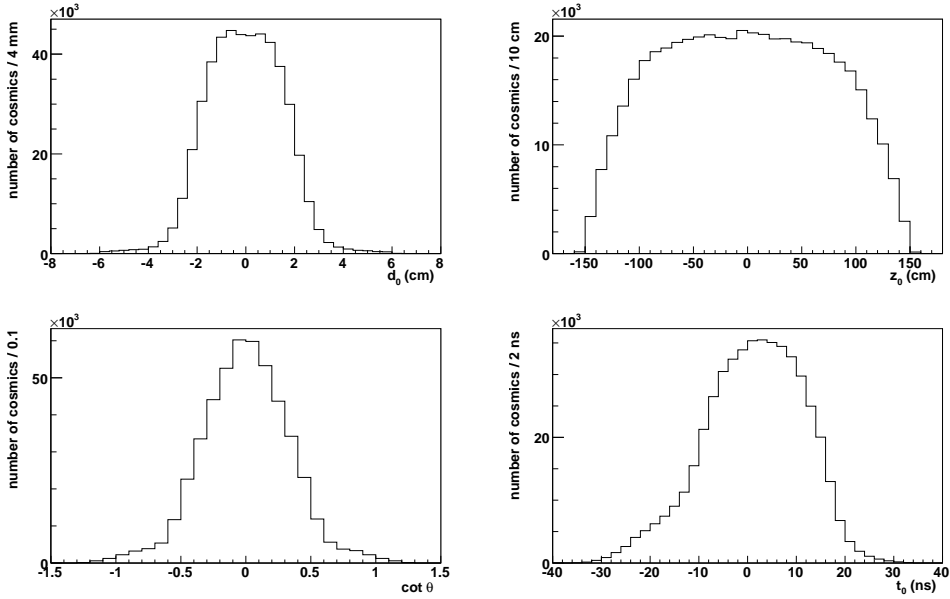 ×10³
number of cosmics / 4 mm
40
20
0
-8 -6 -4 -2 0 2 4 6 8
d₀ (cm)
×10³
number of cosmics / 10 cm
20
10
0
-150 -100 -50 0 50 100 150
z₀ (cm)
×10³
number of cosmics / 0.1
50
0
-1.5 -1 -0.5 0 0.5 1 1.5
cot θ
×10³
number of cosmics / 2 ns
20
0
-40 -30 -20 -10 0 10 20 30 40
t₀ (ns)